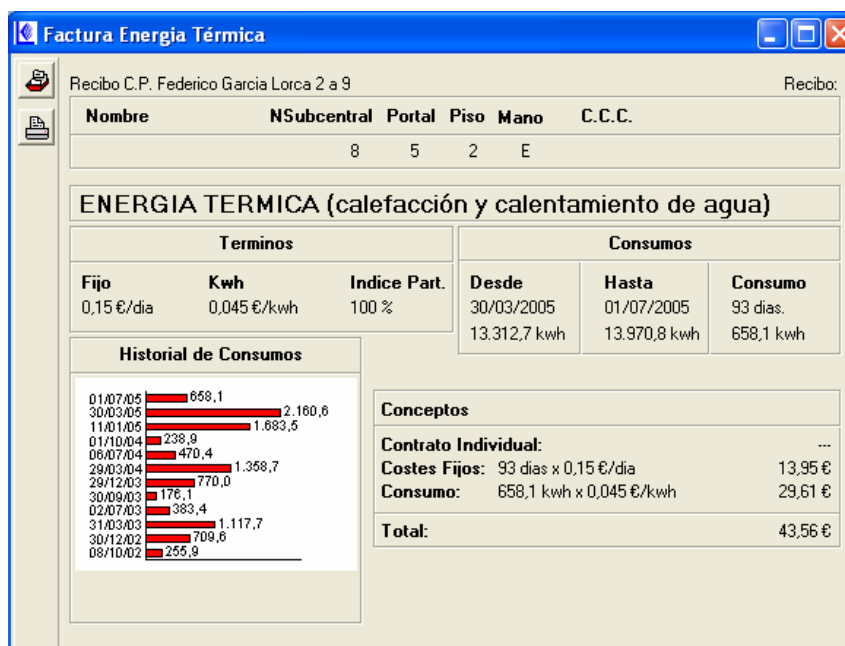 Factura Energia Térmica
Recibo C.P. Federico Garcia Lorca 2 a 9 Recibo:
Nombre NSubcentral Portal Piso Mano C.C.C.
8 5 2 E
ENERGIA TERMICA (calefacción y calentamiento de agua)
Terminos
Fijo Kwh Indice Part.
0,15 €/dia 0,045 €/kwh 100 %
Consumos
Desde Hasta Consumo
30/03/2005 01/07/2005 93 dias.
13.312,7 kwh 13.970,8 kwh 658,1 kwh
Historial de Consumos
01/07/05 658,1
30/03/05 2.160,6
11/01/05 1.683,5
01/10/04 238,9
06/07/04 470,4
29/03/04 1.358,7
29/12/03 770,0
30/09/03 176,1
02/07/03 383,4
31/03/03 1.117,7
30/12/02 709,6
08/10/02 255,9
Conceptos
Contrato Individual: ---
Costes Fijos: 93 dias x 0,15 €/dia 13,95 €
Consumo: 658,1 kwh x 0,045 €/kwh 29,61 €
Total: 43,56 €